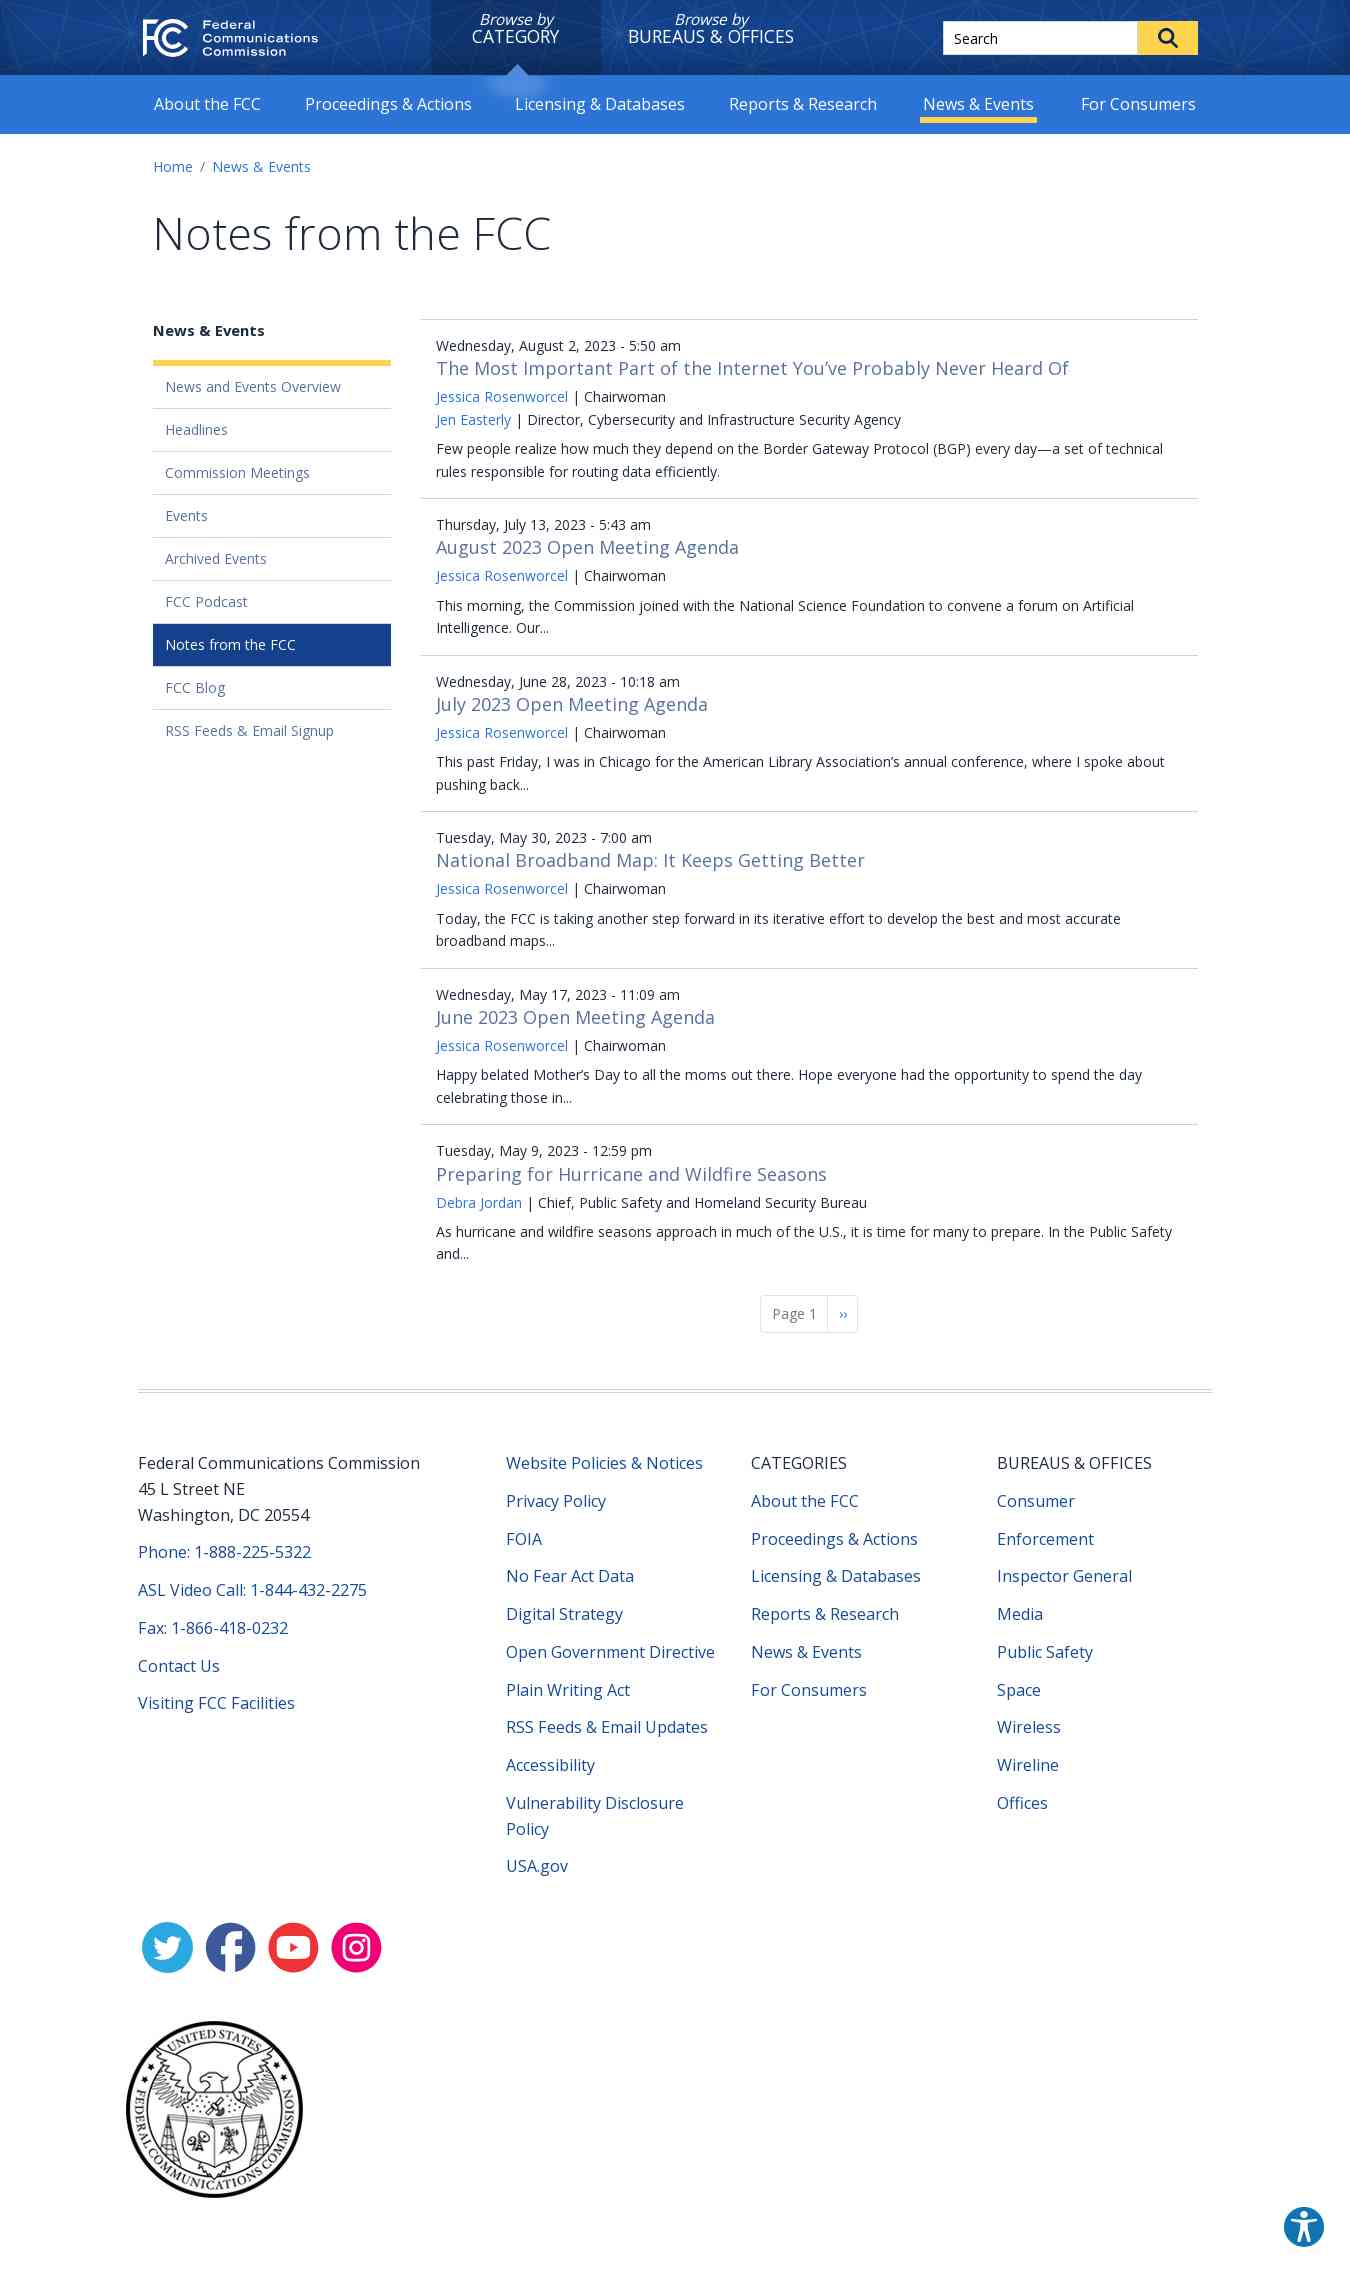 Federal
Communications
Commission
Browse by
CATEGORY
Browse by
BUREAUS & OFFICES
Search
About the FCC
Proceedings & Actions
Licensing & Databases
Reports & Research
News & Events
For Consumers
Home / News & Events
Notes from the FCC
News & Events
News and Events Overview
Headlines
Commission Meetings
Events
Archived Events
FCC Podcast
Notes from the FCC
FCC Blog
RSS Feeds & Email Signup
Wednesday, August 2, 2023 - 5:50 am
The Most Important Part of the Internet You’ve Probably Never Heard Of
Jessica Rosenworcel | Chairwoman
Jen Easterly | Director, Cybersecurity and Infrastructure Security Agency
Few people realize how much they depend on the Border Gateway Protocol (BGP) every day—a set of technical
rules responsible for routing data efficiently.
Thursday, July 13, 2023 - 5:43 am
August 2023 Open Meeting Agenda
Jessica Rosenworcel | Chairwoman
This morning, the Commission joined with the National Science Foundation to convene a forum on Artificial
Intelligence. Our...
Wednesday, June 28, 2023 - 10:18 am
July 2023 Open Meeting Agenda
Jessica Rosenworcel | Chairwoman
This past Friday, I was in Chicago for the American Library Association’s annual conference, where I spoke about
pushing back...
Tuesday, May 30, 2023 - 7:00 am
National Broadband Map: It Keeps Getting Better
Jessica Rosenworcel | Chairwoman
Today, the FCC is taking another step forward in its iterative effort to develop the best and most accurate
broadband maps...
Wednesday, May 17, 2023 - 11:09 am
June 2023 Open Meeting Agenda
Jessica Rosenworcel | Chairwoman
Happy belated Mother’s Day to all the moms out there. Hope everyone had the opportunity to spend the day
celebrating those in...
Tuesday, May 9, 2023 - 12:59 pm
Preparing for Hurricane and Wildfire Seasons
Debra Jordan | Chief, Public Safety and Homeland Security Bureau
As hurricane and wildfire seasons approach in much of the U.S., it is time for many to prepare. In the Public Safety
and...
Page 1 ››
Federal Communications Commission
45 L Street NE
Washington, DC 20554
Phone: 1-888-225-5322
ASL Video Call: 1-844-432-2275
Fax: 1-866-418-0232
Contact Us
Visiting FCC Facilities
Website Policies & Notices
Privacy Policy
FOIA
No Fear Act Data
Digital Strategy
Open Government Directive
Plain Writing Act
RSS Feeds & Email Updates
Accessibility
Vulnerability Disclosure
Policy
USA.gov
CATEGORIES
About the FCC
Proceedings & Actions
Licensing & Databases
Reports & Research
News & Events
For Consumers
BUREAUS & OFFICES
Consumer
Enforcement
Inspector General
Media
Public Safety
Space
Wireless
Wireline
Offices
UNITED STATES
FEDERAL COMMUNICATIONS COMMISSION